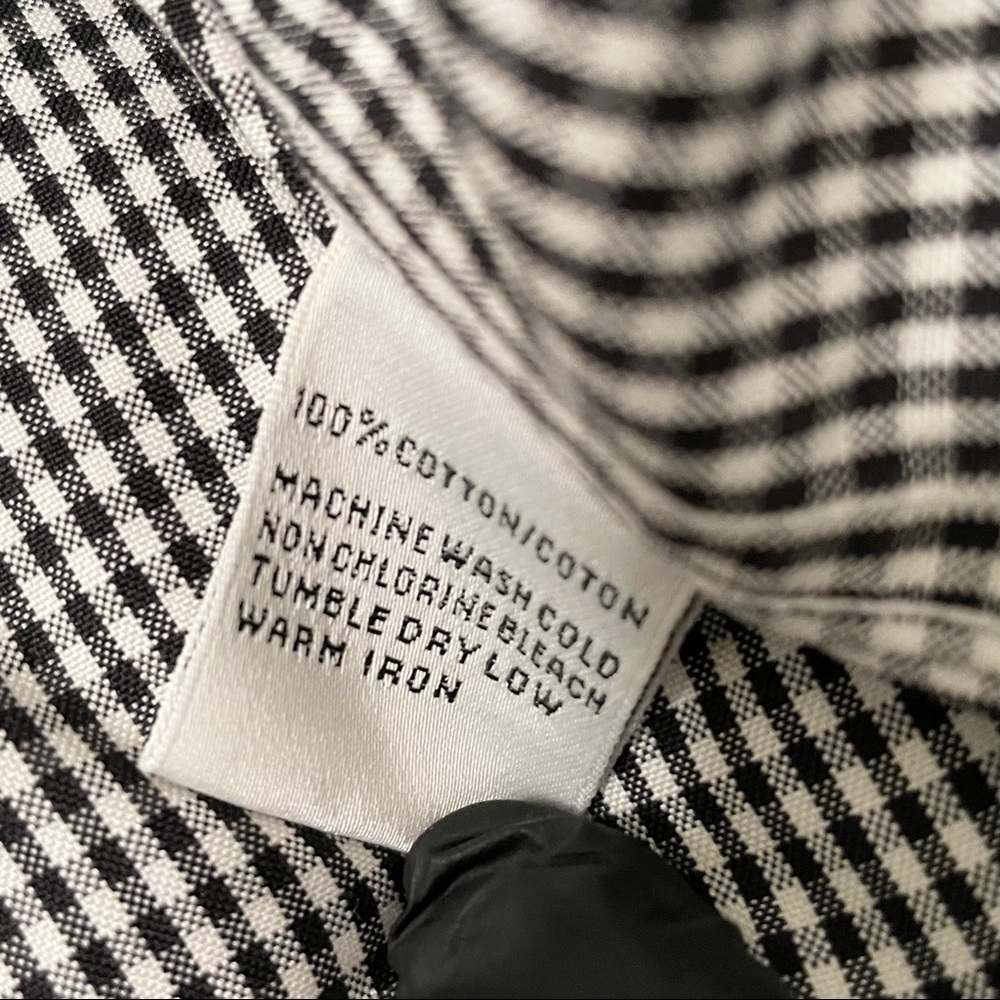 100% COTTON/COTON
MACHINE WASH COLD
NON CHLORINE BLEACH
TUMBLE DRY LOW
WARM IRON